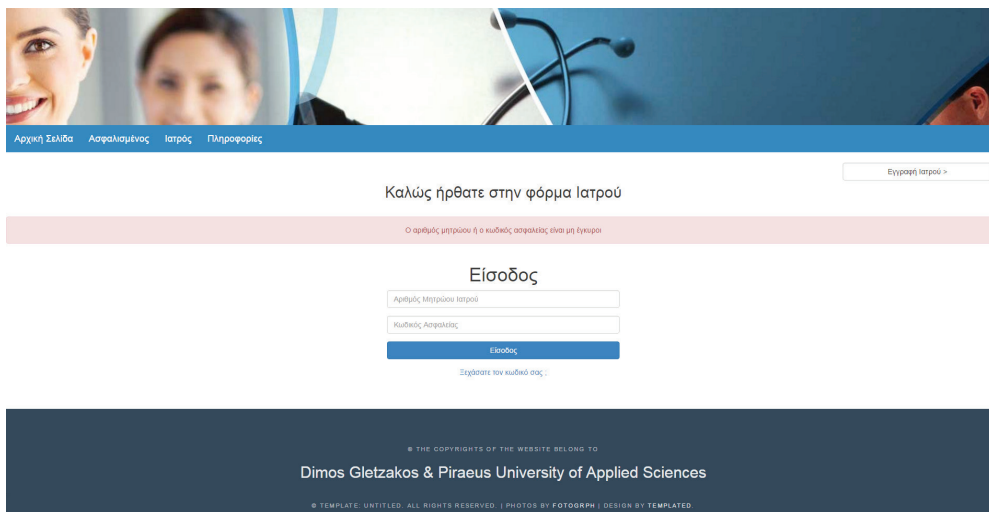 Αρχική Σελίδα Ασφαλισμένος Ιατρός Πληροφορίες
Εγγραφή Ιατρού >
Καλώς ήρθατε στην φόρμα Ιατρού
Ο αριθμός μητρώου ή ο κωδικός ασφαλείας είναι μη έγκυροι
Είσοδος
Αριθμός Μητρώου Ιατρού
Κωδικός Ασφαλείας
Είσοδος
Ξεχάσατε τον κωδικό σας ;
© THE COPYRIGHTS OF THE WEBSITE BELONG TO
Dimos Gletzakos & Piraeus University of Applied Sciences
© TEMPLATE: UNTITLED. ALL RIGHTS RESERVED. | PHOTOS BY FOTOGRPH | DESIGN BY TEMPLATED